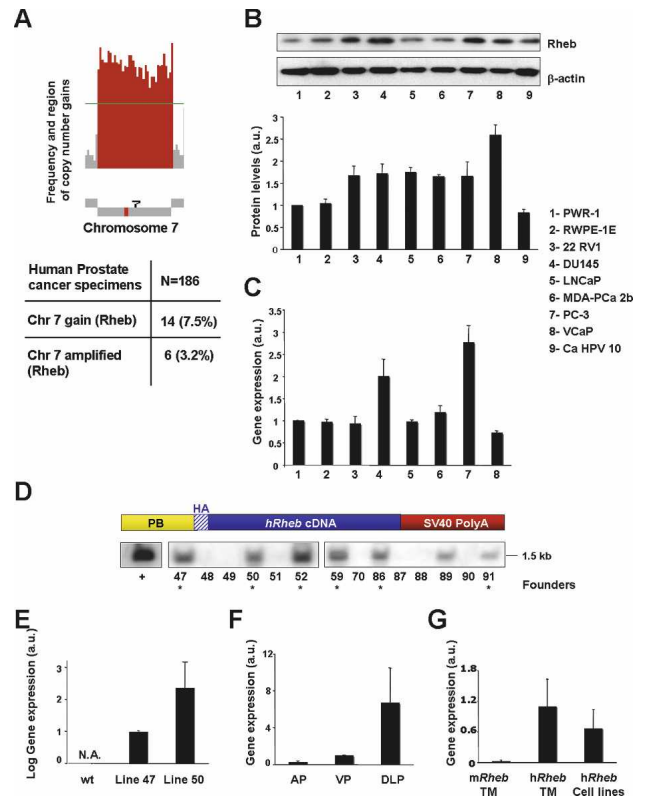 A
Frequency and region
of copy number gains
7
Chromosome 7
Human Prostate
cancer specimens
N=186
Chr 7 gain (Rheb)
14 (7.5%)
Chr 7 amplified
(Rheb)
6 (3.2%)
B
Rheb
β-actin
1 2 3 4 5 6 7 8 9
Protein lelvels (a.u.)
3
2.5
2
1.5
1
0.5
0
1 2 3 4 5 6 7 8 9
1- PWR-1
2- RWPE-1E
3- 22 RV1
4- DU145
5- LNCaP
6- MDA-PCa 2b
7- PC-3
8- VCaP
9- Ca HPV 10
C
Gene expression (a.u.)
3.5
3
2.5
2
1.5
1
0.5
0
1 2 3 4 5 6 7 8
D
HA
PB
hRheb cDNA
SV40 PolyA
1.5 kb
+ 47 48 49 50 51 52 59 70 86 87 88 89 90 91
Founders
* * * * * *
E
Log Gene expression (a.u.)
3
2
1
0
N.A.
wt Line 47 Line 50
F
Gene expression (a.u.)
12
8
4
0
AP VP DLP
G
Gene expression (a.u.)
1.8
1.2
0.6
0
mRheb hRheb hRheb
TM TM Cell lines